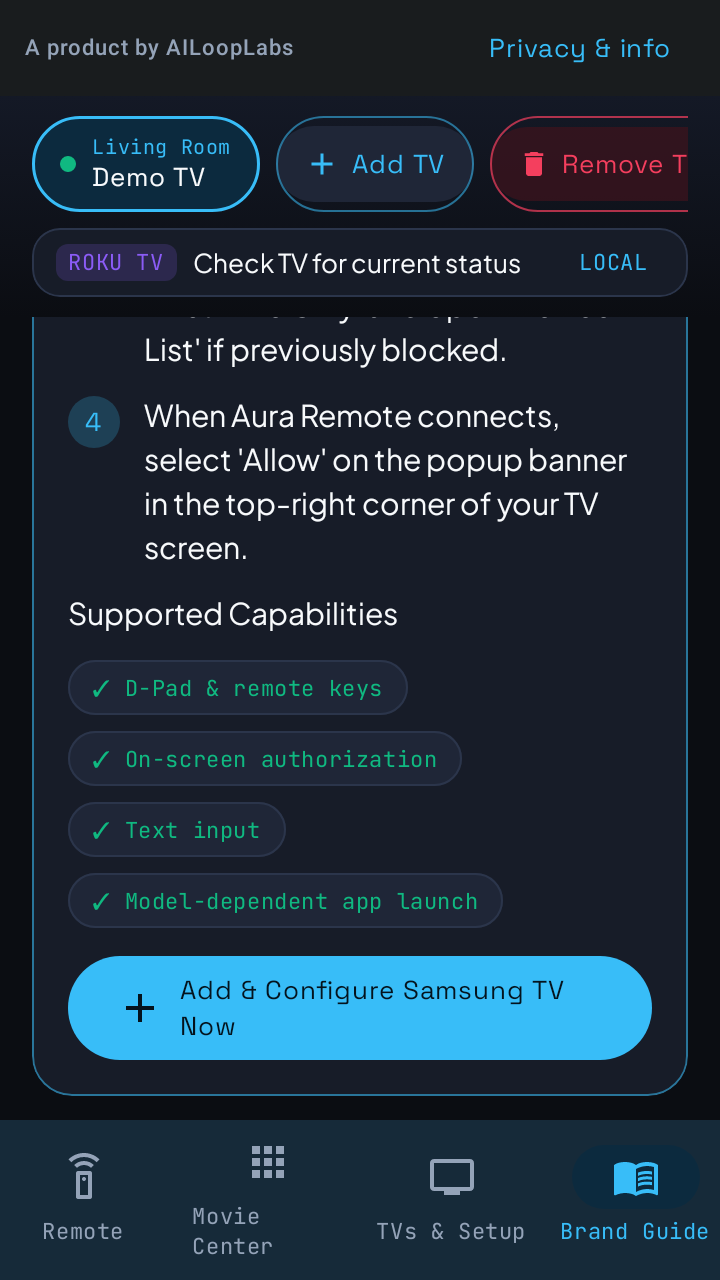 A product by AILoopLabs
Privacy & info
Living Room
Demo TV
Add TV
Remove T
ROKU TV
Check TV for current status
LOCAL
List' if previously blocked.
4
When Aura Remote connects,
select 'Allow' on the popup banner
in the top-right corner of your TV
screen.
Supported Capabilities
✓ D-Pad & remote keys
✓ On-screen authorization
✓ Text input
✓ Model-dependent app launch
Add & Configure Samsung TV
Now
Remote
Movie
Center
TVs & Setup
Brand Guide